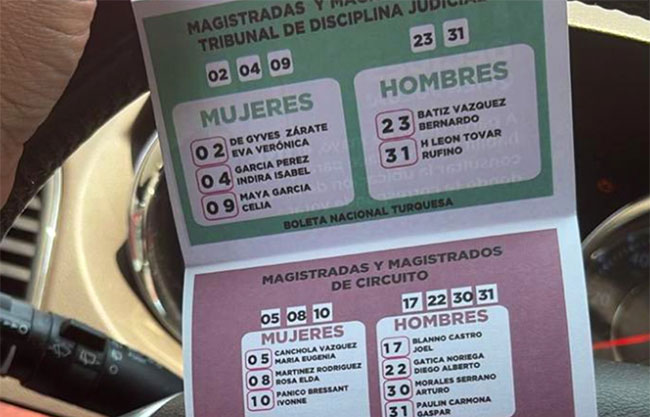 MAGISTRADAS Y MAG
TRIBUNAL DE DISCIPLINA JUDICIAL
02 04 09
23 31
MUJERES
02 DE GYVES ZÁRATE
EVA VERÓNICA
04 GARCIA PEREZ
INDIRA ISABEL
09 MAYA GARCIA
CELIA
HOMBRES
23 BATIZ VAZQUEZ
BERNARDO
31 H LEON TOVAR
RUFINO
BOLETA NACIONAL TURQUESA
MAGISTRADAS Y MAGISTRADOS
DE CIRCUITO
05 08 10
17 22 30 31
MUJERES
05 CANCHOLA VAZGUEZ
MARIA EUGENIA
08 MARTINEZ RODRIGUEZ
ROSA ELDA
10 PANICO BRESSANT
IVONNE
HOMBRES
17 BLANNO CASTRO
JOEL
22 GATICA NORIEGA
DIEGO ALBERTO
30 MORALES SERRANO
ARTURO
31 PAULIN CARMONA
GASPAR